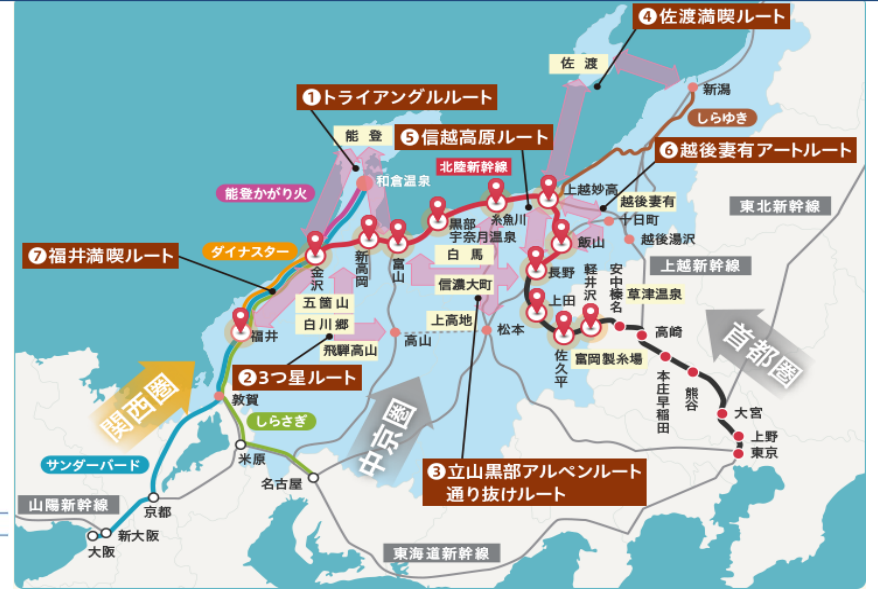 ❹佐渡満喫ルート
佐 渡
新潟
しらゆき
❶トライアングルルート
能 登
❺信越高原ルート
❻越後妻有アートルート
北陸新幹線
和倉温泉
能登かがり火
上越妙高
越後妻有
十日町
東北新幹線
糸魚川
黒部
宇奈月温泉
飯山
越後湯沢
ダイナスター
❼福井満喫ルート
金沢
新高岡
富山
白 馬
長野
上越新幹線
信濃大町
軽井沢
安中榛名
草津温泉
五箇山
白川郷
上田
上高地
松本
高崎
首都圏
福井
飛騨高山
高山
佐久平
富岡製糸場
❷3つ星ルート
本庄早稲田
熊谷
関西圏
敦賀
中京圏
大宮
しらさぎ
上野
東京
サンダーバード
米原
名古屋
❸立山黒部アルペンルート
通り抜けルート
山陽新幹線
京都
新大阪
大阪
東海道新幹線